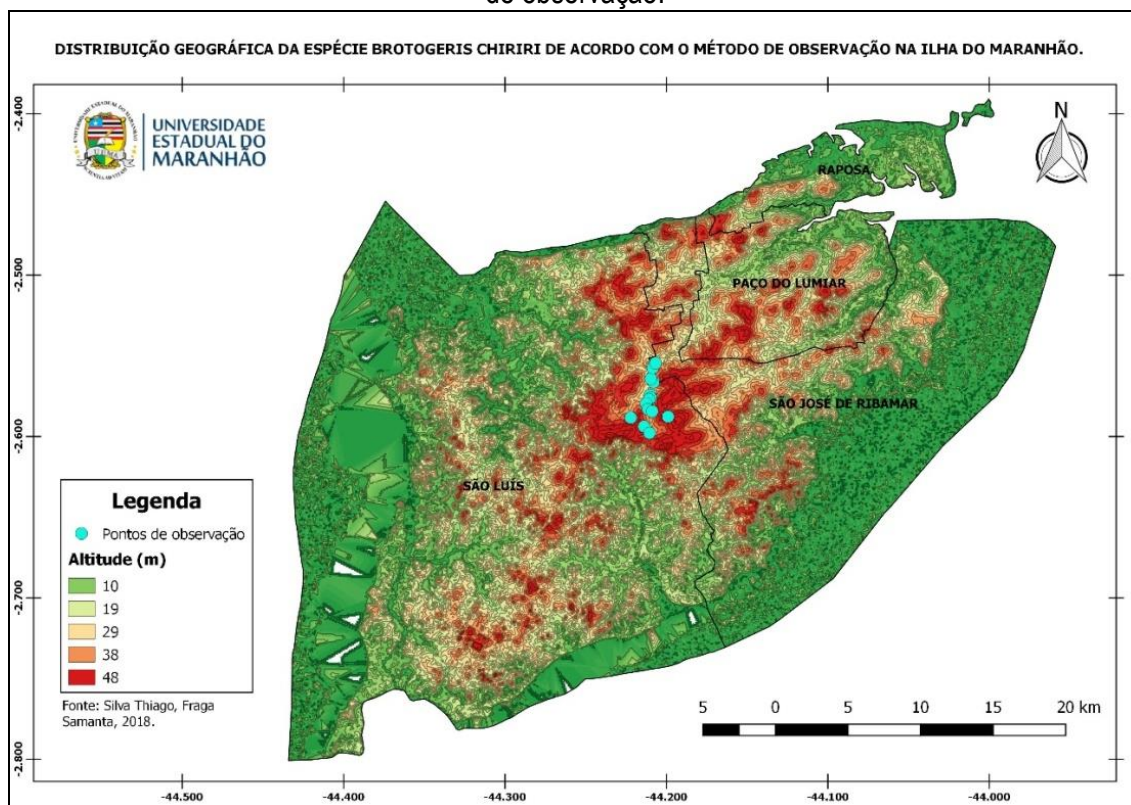 de observação.
DISTRIBUIÇÃO GEOGRÁFICA DA ESPÉCIE BROTOGERIS CHIRIRI DE ACORDO COM O MÉTODO DE OBSERVAÇÃO NA ILHA DO MARANHÃO.
UNIVERSIDADE
ESTADUAL DO
MARANHÃO
N
RAPOSA
PAÇO DO LUMIAR
SÃO JOSÉ DE RIBAMAR
SÃO LUÍS
Legenda
Pontos de observação
Altitude (m)
10
19
29
38
48
Fonte: Silva Thiago, Fraga
Samanta, 2018.
5 0 5 10 15 20 km
-2.400
-2.500
-2.600
-2.700
-2.800
-44.500 -44.400 -44.300 -44.200 -44.100 -44.000